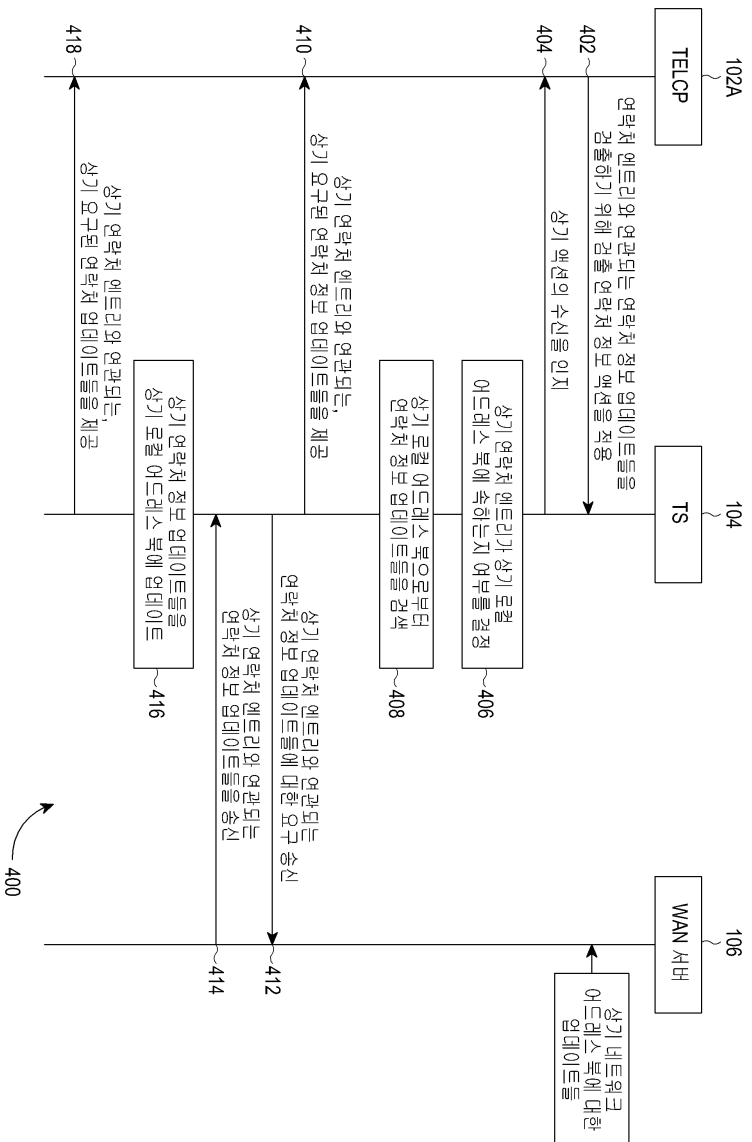 102A
TELCP
104
TS
106
WAN 서버
상기 네트워크
어드레스 북에 대한
업데이트들
연락처 엔트리와 연관되는 연락처 정보 업데이트들을
검출하기 위해 검출 연락처 정보 액션을 적용
402
404
상기 액션의 수신을 인지
상기 연락처 엔트리가 상기 로컬
어드레스 북에 속하는지 여부를 결정
406
상기 로컬 어드레스 북으로부터
연락처 정보 업데이트들을 검색
408
410
상기 연락처 엔트리와 연관되는,
상기 요구된 연락처 정보 업데이트들을 제공
상기 연락처 엔트리와 연관되는
연락처 정보 업데이트들에 대한 요구 송신
412
상기 연락처 엔트리와 연관되는
연락처 정보 업데이트들을 송신
414
상기 연락처 정보 업데이트들을
상기 로컬 어드레스 북에 업데이트
416
418
상기 연락처 엔트리와 연관되는,
상기 요구된 연락처 업데이트들을 제공
400